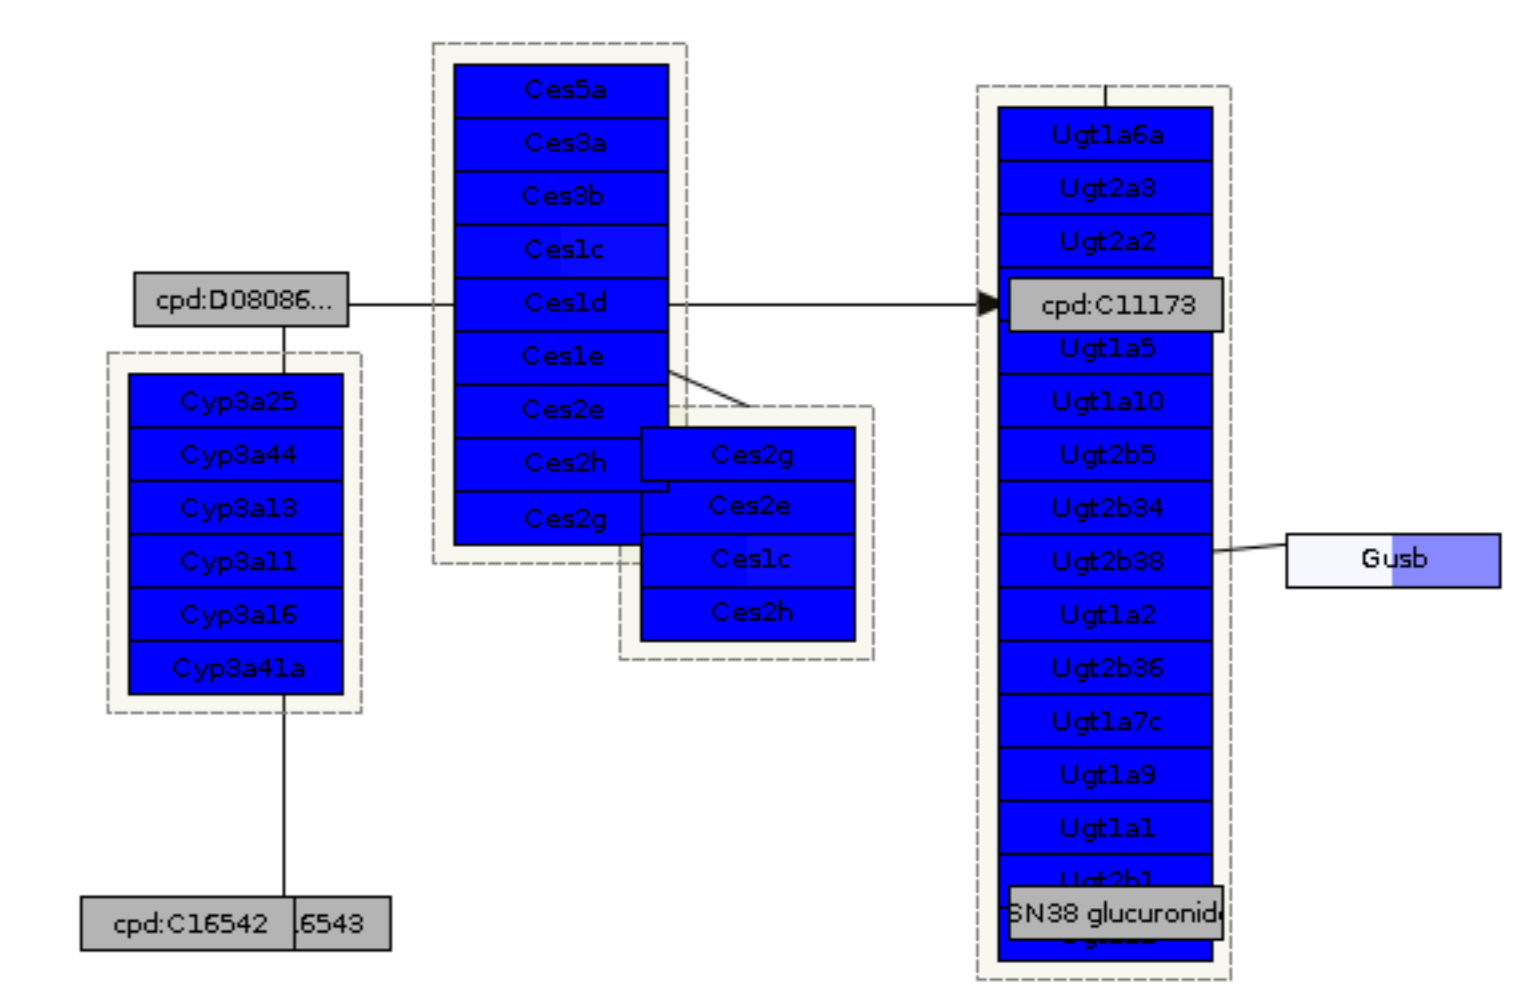 cpd:D08086...
Cyp3a25
Cyp3a44
Cyp3a13
Cyp3a11
Cyp3a16
Cyp3a41a
cpd:C16542
.6543
Ces5a
Ces3a
Ces3b
Ces1c
Ces1d
Ces1e
Ces2e
Ces2h
Ces2g
Ces2g
Ces2e
Ces1c
Ces2h
Ugt1a6a
Ugt2a3
Ugt2a2
cpd:C11173
Ugt1a5
Ugt1a10
Ugt2b5
Ugt2b34
Ugt2b38
Ugt1a2
Ugt2b36
Ugt1a7c
Ugt1a9
Ugt1a1
Ugt2b1
SN38 glucuronid
Gusb